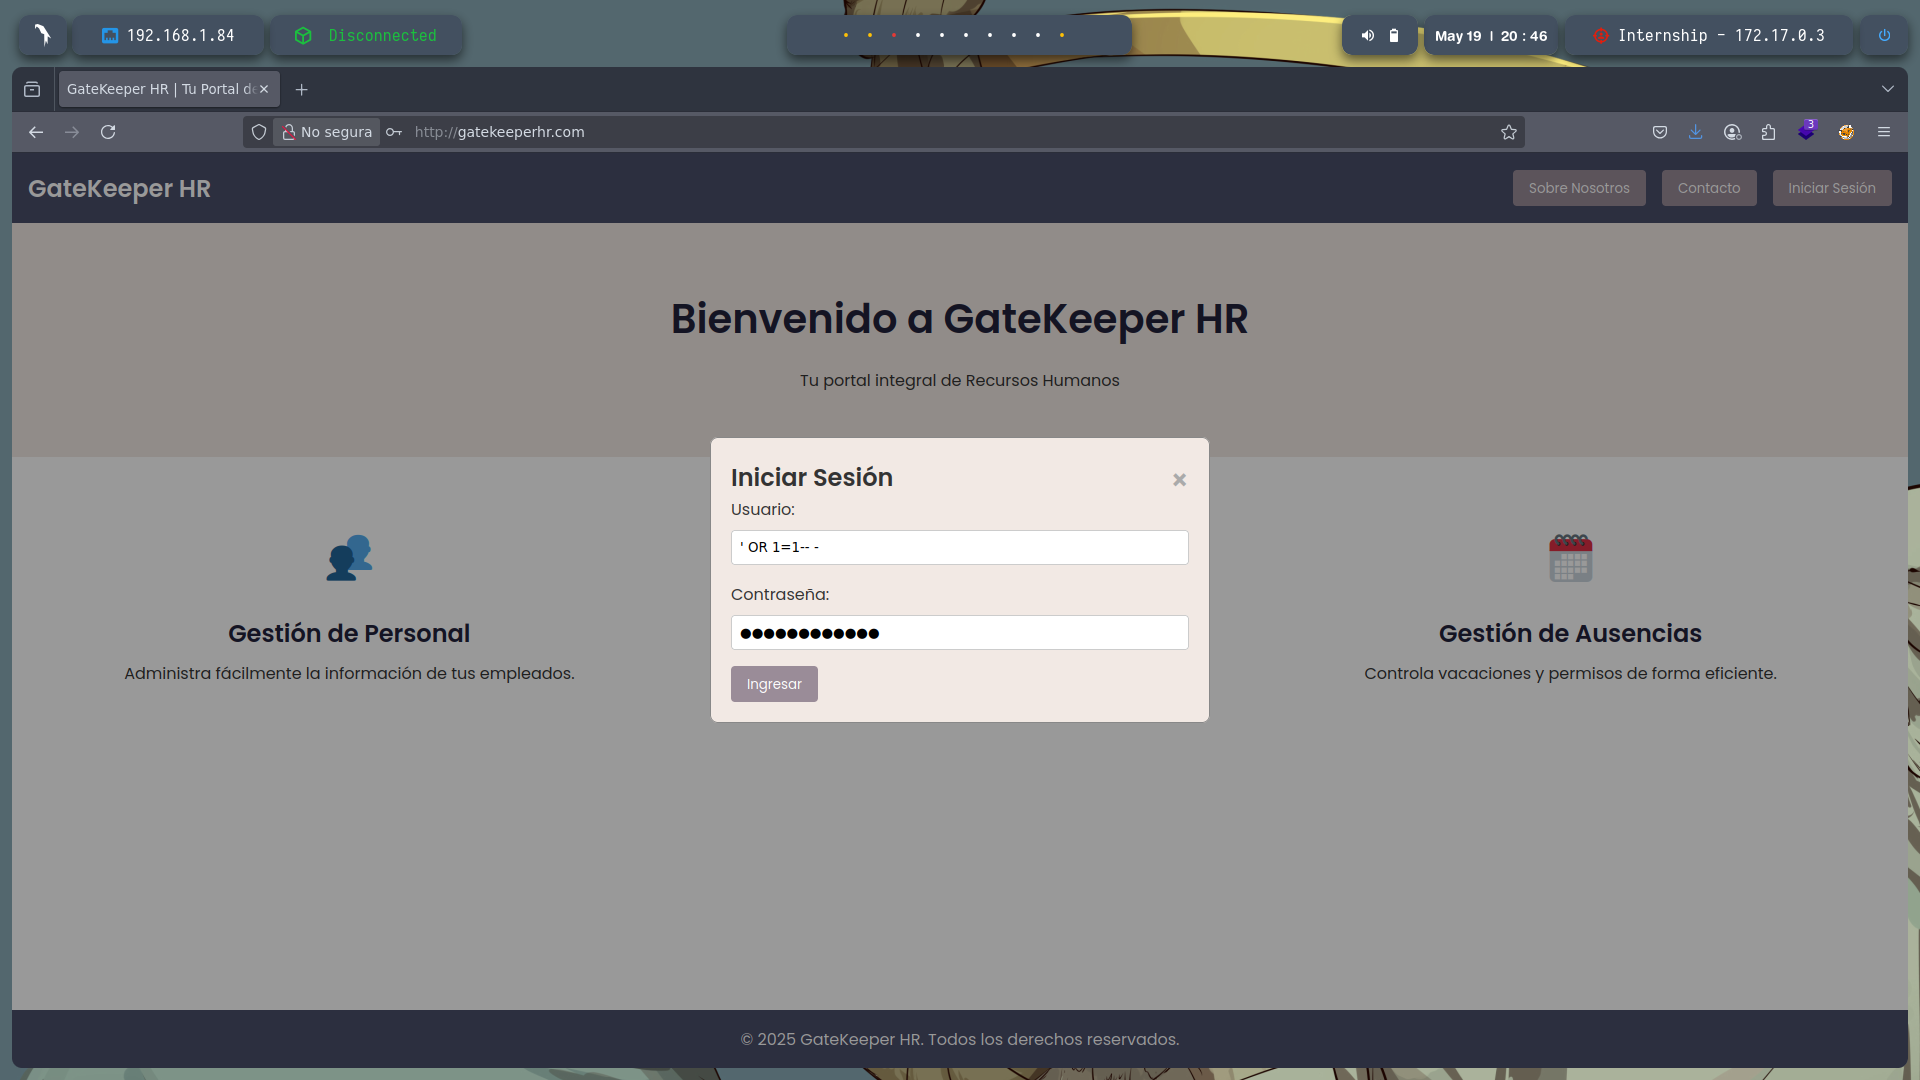 192.168.1.84
Disconnected
May 19 | 20 : 46
Internship - 172.17.0.3
GateKeeper HR | Tu Portal de
No segura
http://gatekeeperhr.com
3
GateKeeper HR
Sobre Nosotros
Contacto
Iniciar Sesión
Bienvenido a GateKeeper HR
Tu portal integral de Recursos Humanos
Iniciar Sesión
Usuario:
' OR 1=1-- -
Contraseña:
Ingresar
Gestión de Personal
Administra fácilmente la información de tus empleados.
Gestión de Ausencias
Controla vacaciones y permisos de forma eficiente.
© 2025 GateKeeper HR. Todos los derechos reservados.